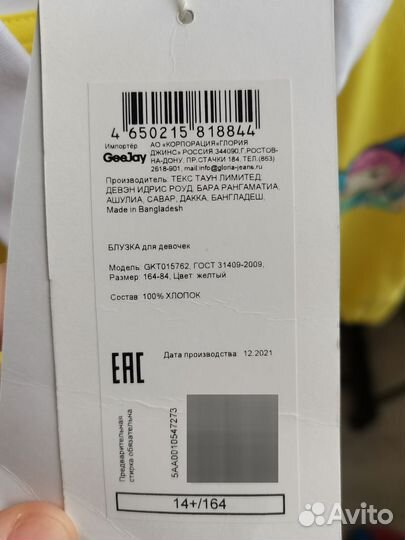 4 650215 818844
Импортёр
GeeJay
АО «КОРПОРАЦИЯ«ГЛОРИЯ
ДЖИНС» РОССИЯ,344090,Г.РОСТОВ-
НА-ДОНУ, ПР.СТАЧКИ 184, ТЕЛ.(863)
2618-901, mail:info@gloria-jeans.ru
Производитель: ТЕКС ТАУН ЛИМИТЕД,
ДЕВЭН ИДРИС РОУД, БАРА РАНГАМАТИА,
АШУЛИА, САВАР, ДАККА, БАНГЛАДЕШ,
Made in Bangladesh
БЛУЗКА для девочек
Модель: GKT015762, ГОСТ 31409-2009,
Размер: 164-84, Цвет: желтый
Состав: 100% ХЛОПОК
EAC
Дата производства: 12.2021
Предварительная
стирка обязательна
5AA0010547273
14+/164
Avito